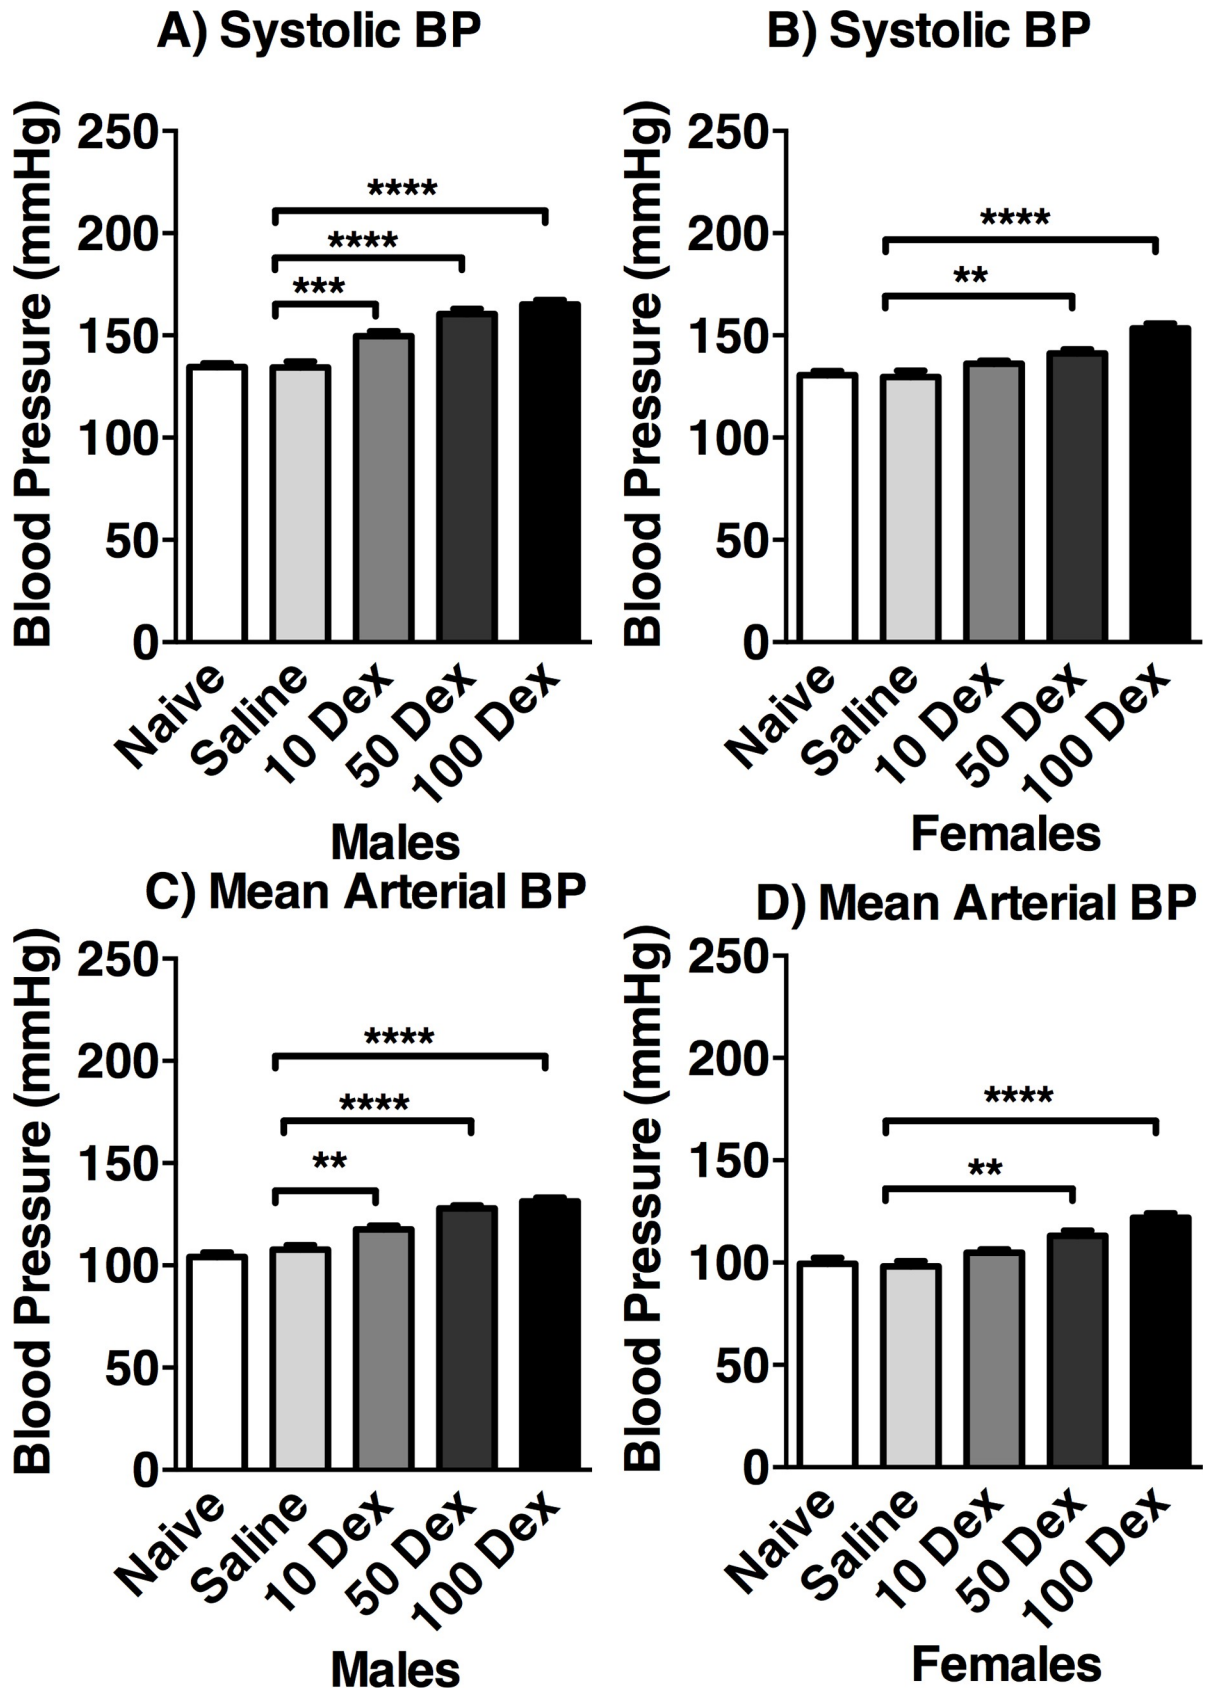 A) Systolic BP
Blood Pressure (mmHg)
250
200
150
100
50
0
****
****
***
Naive
Saline
10 Dex
50 Dex
100 Dex
Males
B) Systolic BP
Blood Pressure (mmHg)
250
200
150
100
50
0
****
**
Naive
Saline
10 Dex
50 Dex
100 Dex
Females
C) Mean Arterial BP
Blood Pressure (mmHg)
250
200
150
100
50
0
****
****
**
Naive
Saline
10 Dex
50 Dex
100 Dex
Males
D) Mean Arterial BP
Blood Pressure (mmHg)
250
200
150
100
50
0
****
**
Naive
Saline
10 Dex
50 Dex
100 Dex
Females